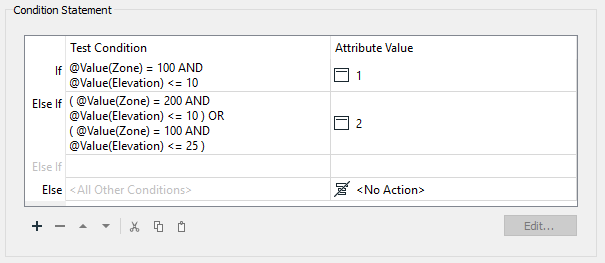 Condition Statement
Test Condition Attribute Value
If @Value(Zone) = 100 AND
@Value(Elevation) <= 10 1
Else If ( @Value(Zone) = 200 AND
@Value(Elevation) <= 10 ) OR
( @Value(Zone) = 100 AND
@Value(Elevation) <= 25 ) 2
Else If
Else <All Other Conditions> <No Action>
Edit...